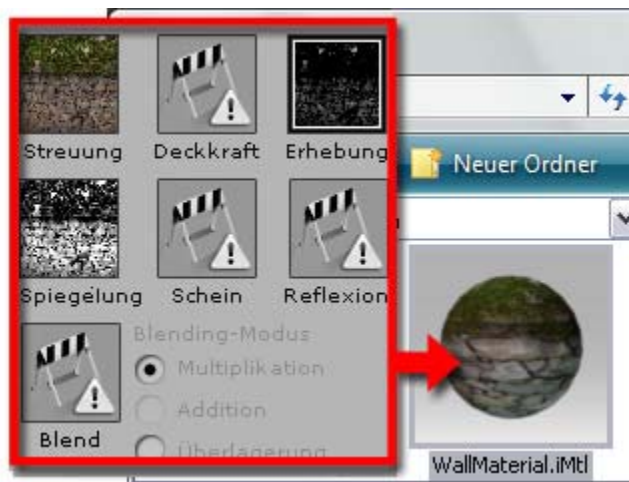 Streuung Deckkraft Erhebung
Neuer Ordner
Spiegelung Schein Reflexion
Blending-Modus
Multiplikation
Addition
Überlagerung
Blend
WallMaterial.iMtl